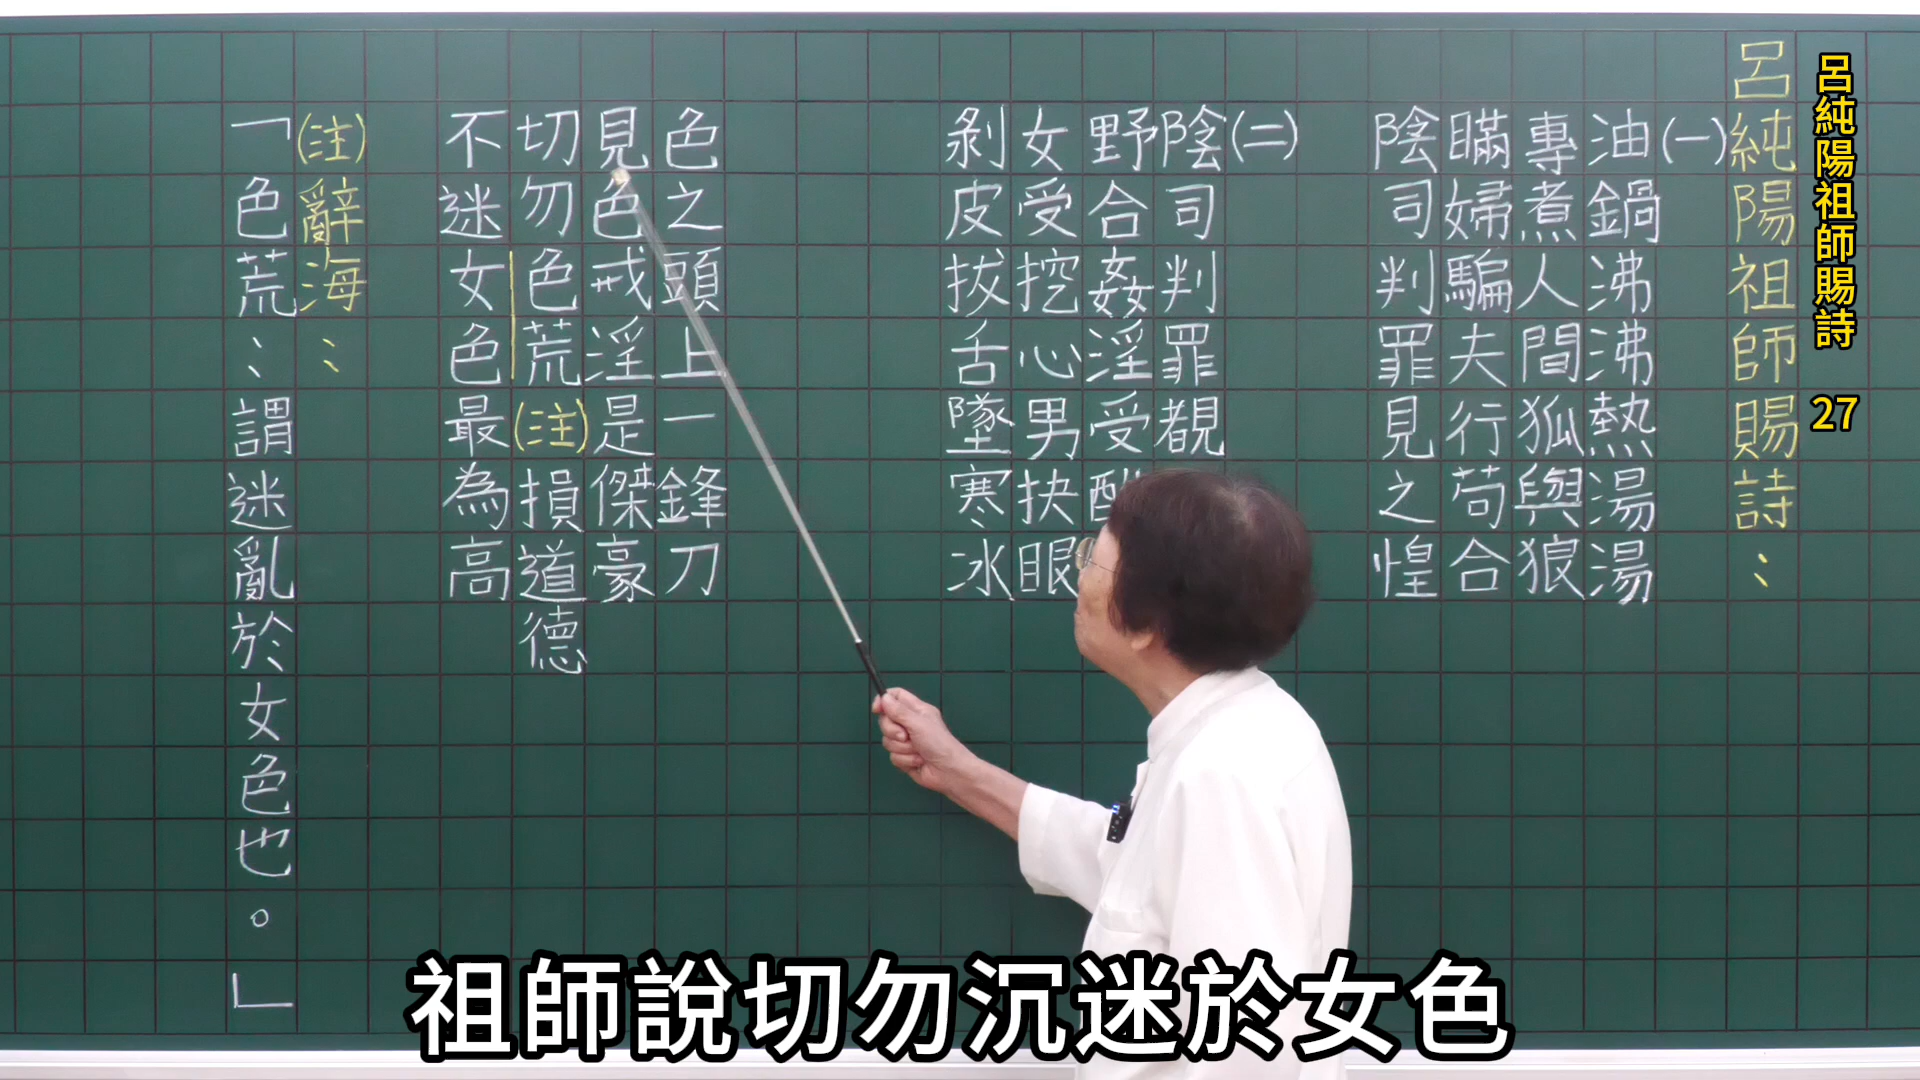 呂純陽祖師賜詩 27
呂純陽祖師賜詩：
(一)
油鍋沸沸熱湯湯
專煮人間狐與狼
瞞婦騙夫行苟合
陰司判罪見之惶
(二)
陰司判罪覩
野合姦淫受
女受挖心男抉眼
剝皮拔舌墜寒冰
色之頭上一鋒刀
見色戒淫是傑豪
切勿色荒(注)損道德
不迷女色最為高
(注)辭海：
「色荒：謂迷亂於女色也。」
祖師說切勿沉迷於女色